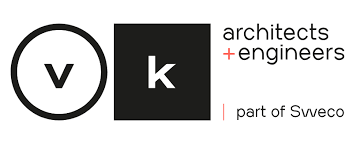 v k
architects
+engineers
| part of Sweco